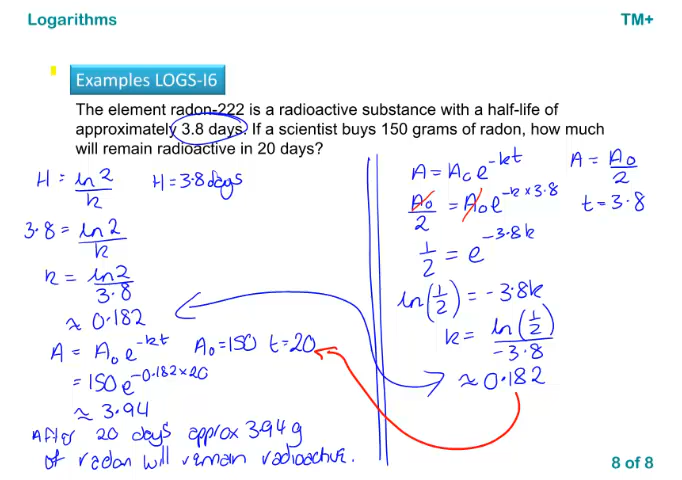 Logarithms
TM+
Examples LOGS-I6
The element radon-222 is a radioactive substance with a half-life of
approximately 3.8 days. If a scientist buys 150 grams of radon, how much
will remain radioactive in 20 days?
H = ln2/k   H = 3.8 days
3.8 = ln2/k
k = ln2/3.8
≈ 0.182
A = A₀e^(-kt)   A₀ = 150   t = 20
= 150e^(-0.182×20)
≈ 3.94
After 20 days approx 3.94 g
of radon will remain radioactive.
A = A₀e^(-kt)   A = A₀/2
A₀/2 = A₀e^(-k×3.8)   t = 3.8
1/2 = e^(-3.8k)
ln(1/2) = -3.8k
k = ln(1/2)/-3.8
≈ 0.182
8 of 8